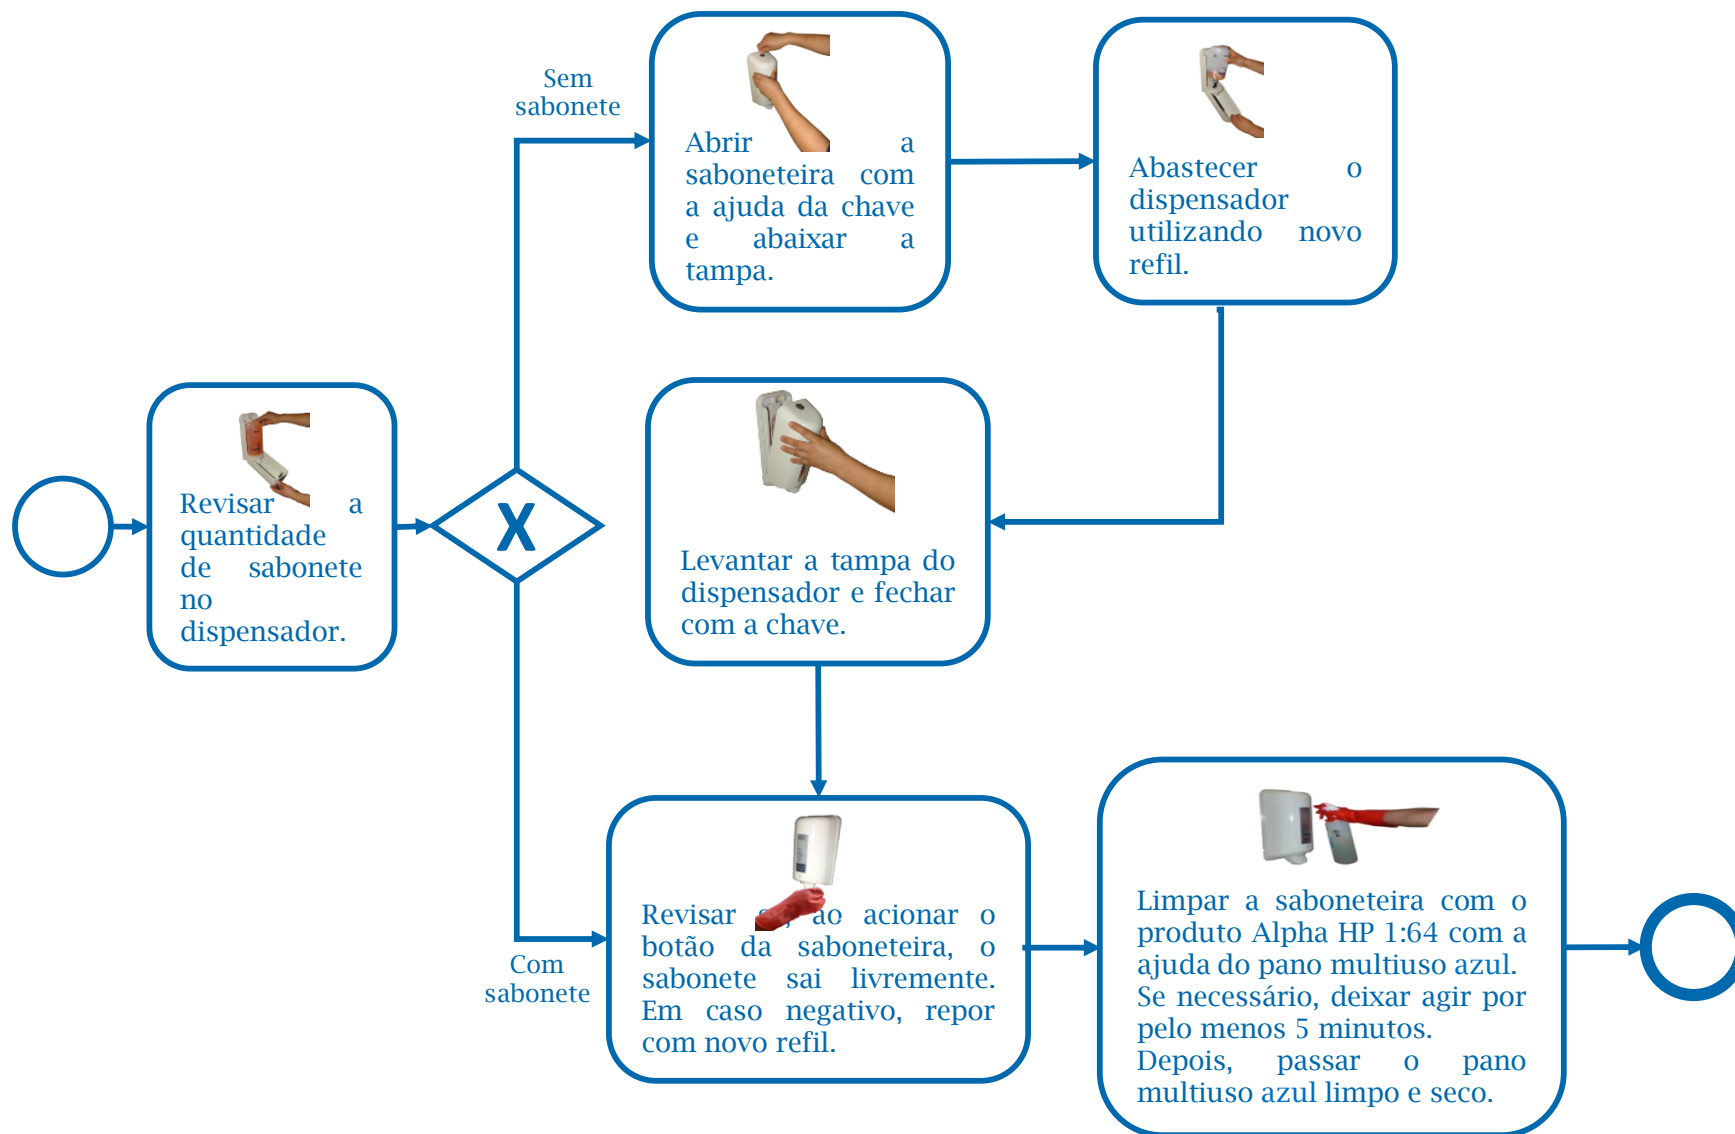 Revisar a
quantidade
de sabonete
no
dispensador.
X
Sem
sabonete
Abrir a
saboneteira com
a ajuda da chave
e abaixar a
tampa.
Abastecer o
dispensador
utilizando novo
refil.
Levantar a tampa do
dispensador e fechar
com a chave.
Com
sabonete
Revisar ao acionar o
botão da saboneteira, o
sabonete sai livremente.
Em caso negativo, repor
com novo refil.
Limpar a saboneteira com o
produto Alpha HP 1:64 com a
ajuda do pano multiuso azul.
Se necessário, deixar agir por
pelo menos 5 minutos.
Depois, passar o pano
multiuso azul limpo e seco.